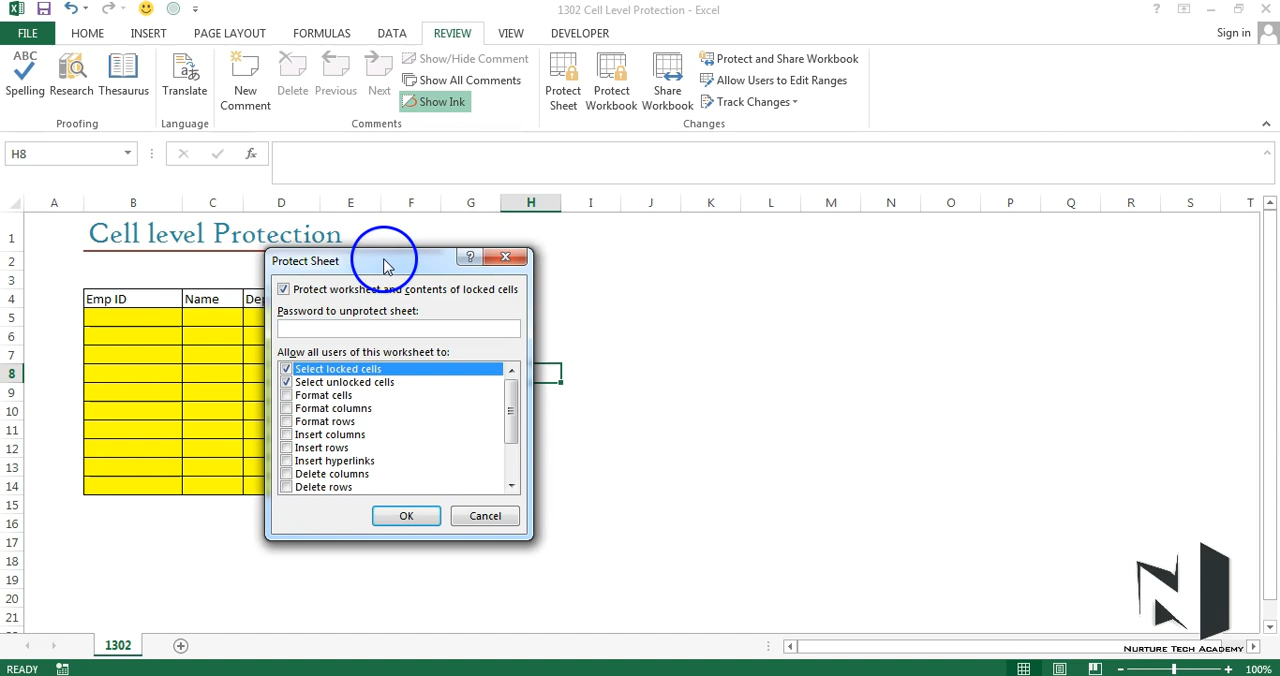 1302 Cell Level Protection - Excel
FILE HOME INSERT PAGE LAYOUT FORMULAS DATA REVIEW VIEW DEVELOPER Sign in
ABC
Spelling Research Thesaurus
Proofing
Translate
Language
New Comment Delete Previous Next
Show/Hide Comment
Show All Comments
Show Ink
Comments
Protect Sheet Protect Workbook Share Workbook
Protect and Share Workbook
Allow Users to Edit Ranges
Track Changes
Changes
H8 fx
A B C D E F G H I J K L M N O P Q R S T
1 Cell level Protection
2
3
4 Emp ID Name De
5
6
7
8
9
10
11
12
13
14
15
16
17
18
19
20
21
Protect Sheet ?
Protect worksheet and contents of locked cells
Password to unprotect sheet:
Allow all users of this worksheet to:
Select locked cells
Select unlocked cells
Format cells
Format columns
Format rows
Insert columns
Insert rows
Insert hyperlinks
Delete columns
Delete rows
OK Cancel
NURTURE TECH ACADEMY
1302
READY 100%